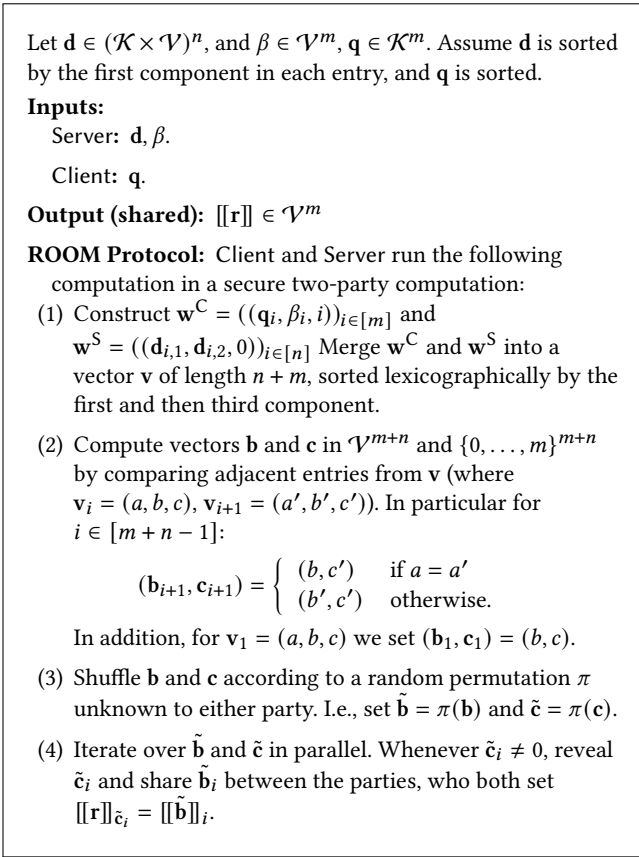 Let d ∈ (𝒦 × 𝒱)ⁿ, and β ∈ 𝒱ᵐ, q ∈ 𝒦ᵐ. Assume d is sorted
by the first component in each entry, and q is sorted.
Inputs:
Server: d, β.
Client: q.
Output (shared): ⟦r⟧ ∈ 𝒱ᵐ
ROOM Protocol: Client and Server run the following
computation in a secure two-party computation:
(1) Construct w^C = ((q_i, β_i, i))_{i∈[m]} and
w^S = ((d_{i,1}, d_{i,2}, 0))_{i∈[n]} Merge w^C and w^S into a
vector v of length n + m, sorted lexicographically by the
first and then third component.
(2) Compute vectors b and c in 𝒱^{m+n} and {0, . . . , m}^{m+n}
by comparing adjacent entries from v (where
v_i = (a, b, c), v_{i+1} = (a′, b′, c′)). In particular for
i ∈ [m + n − 1]:
(b_{i+1}, c_{i+1}) = { (b, c′) if a = a′
(b′, c′) otherwise.
In addition, for v_1 = (a, b, c) we set (b_1, c_1) = (b, c).
(3) Shuffle b and c according to a random permutation π
unknown to either party. I.e., set b̃ = π(b) and c̃ = π(c).
(4) Iterate over b̃ and c̃ in parallel. Whenever c̃_i ≠ 0, reveal
c̃_i and share b̃_i between the parties, who both set
⟦r⟧_{c̃_i} = ⟦b̃⟧_i.